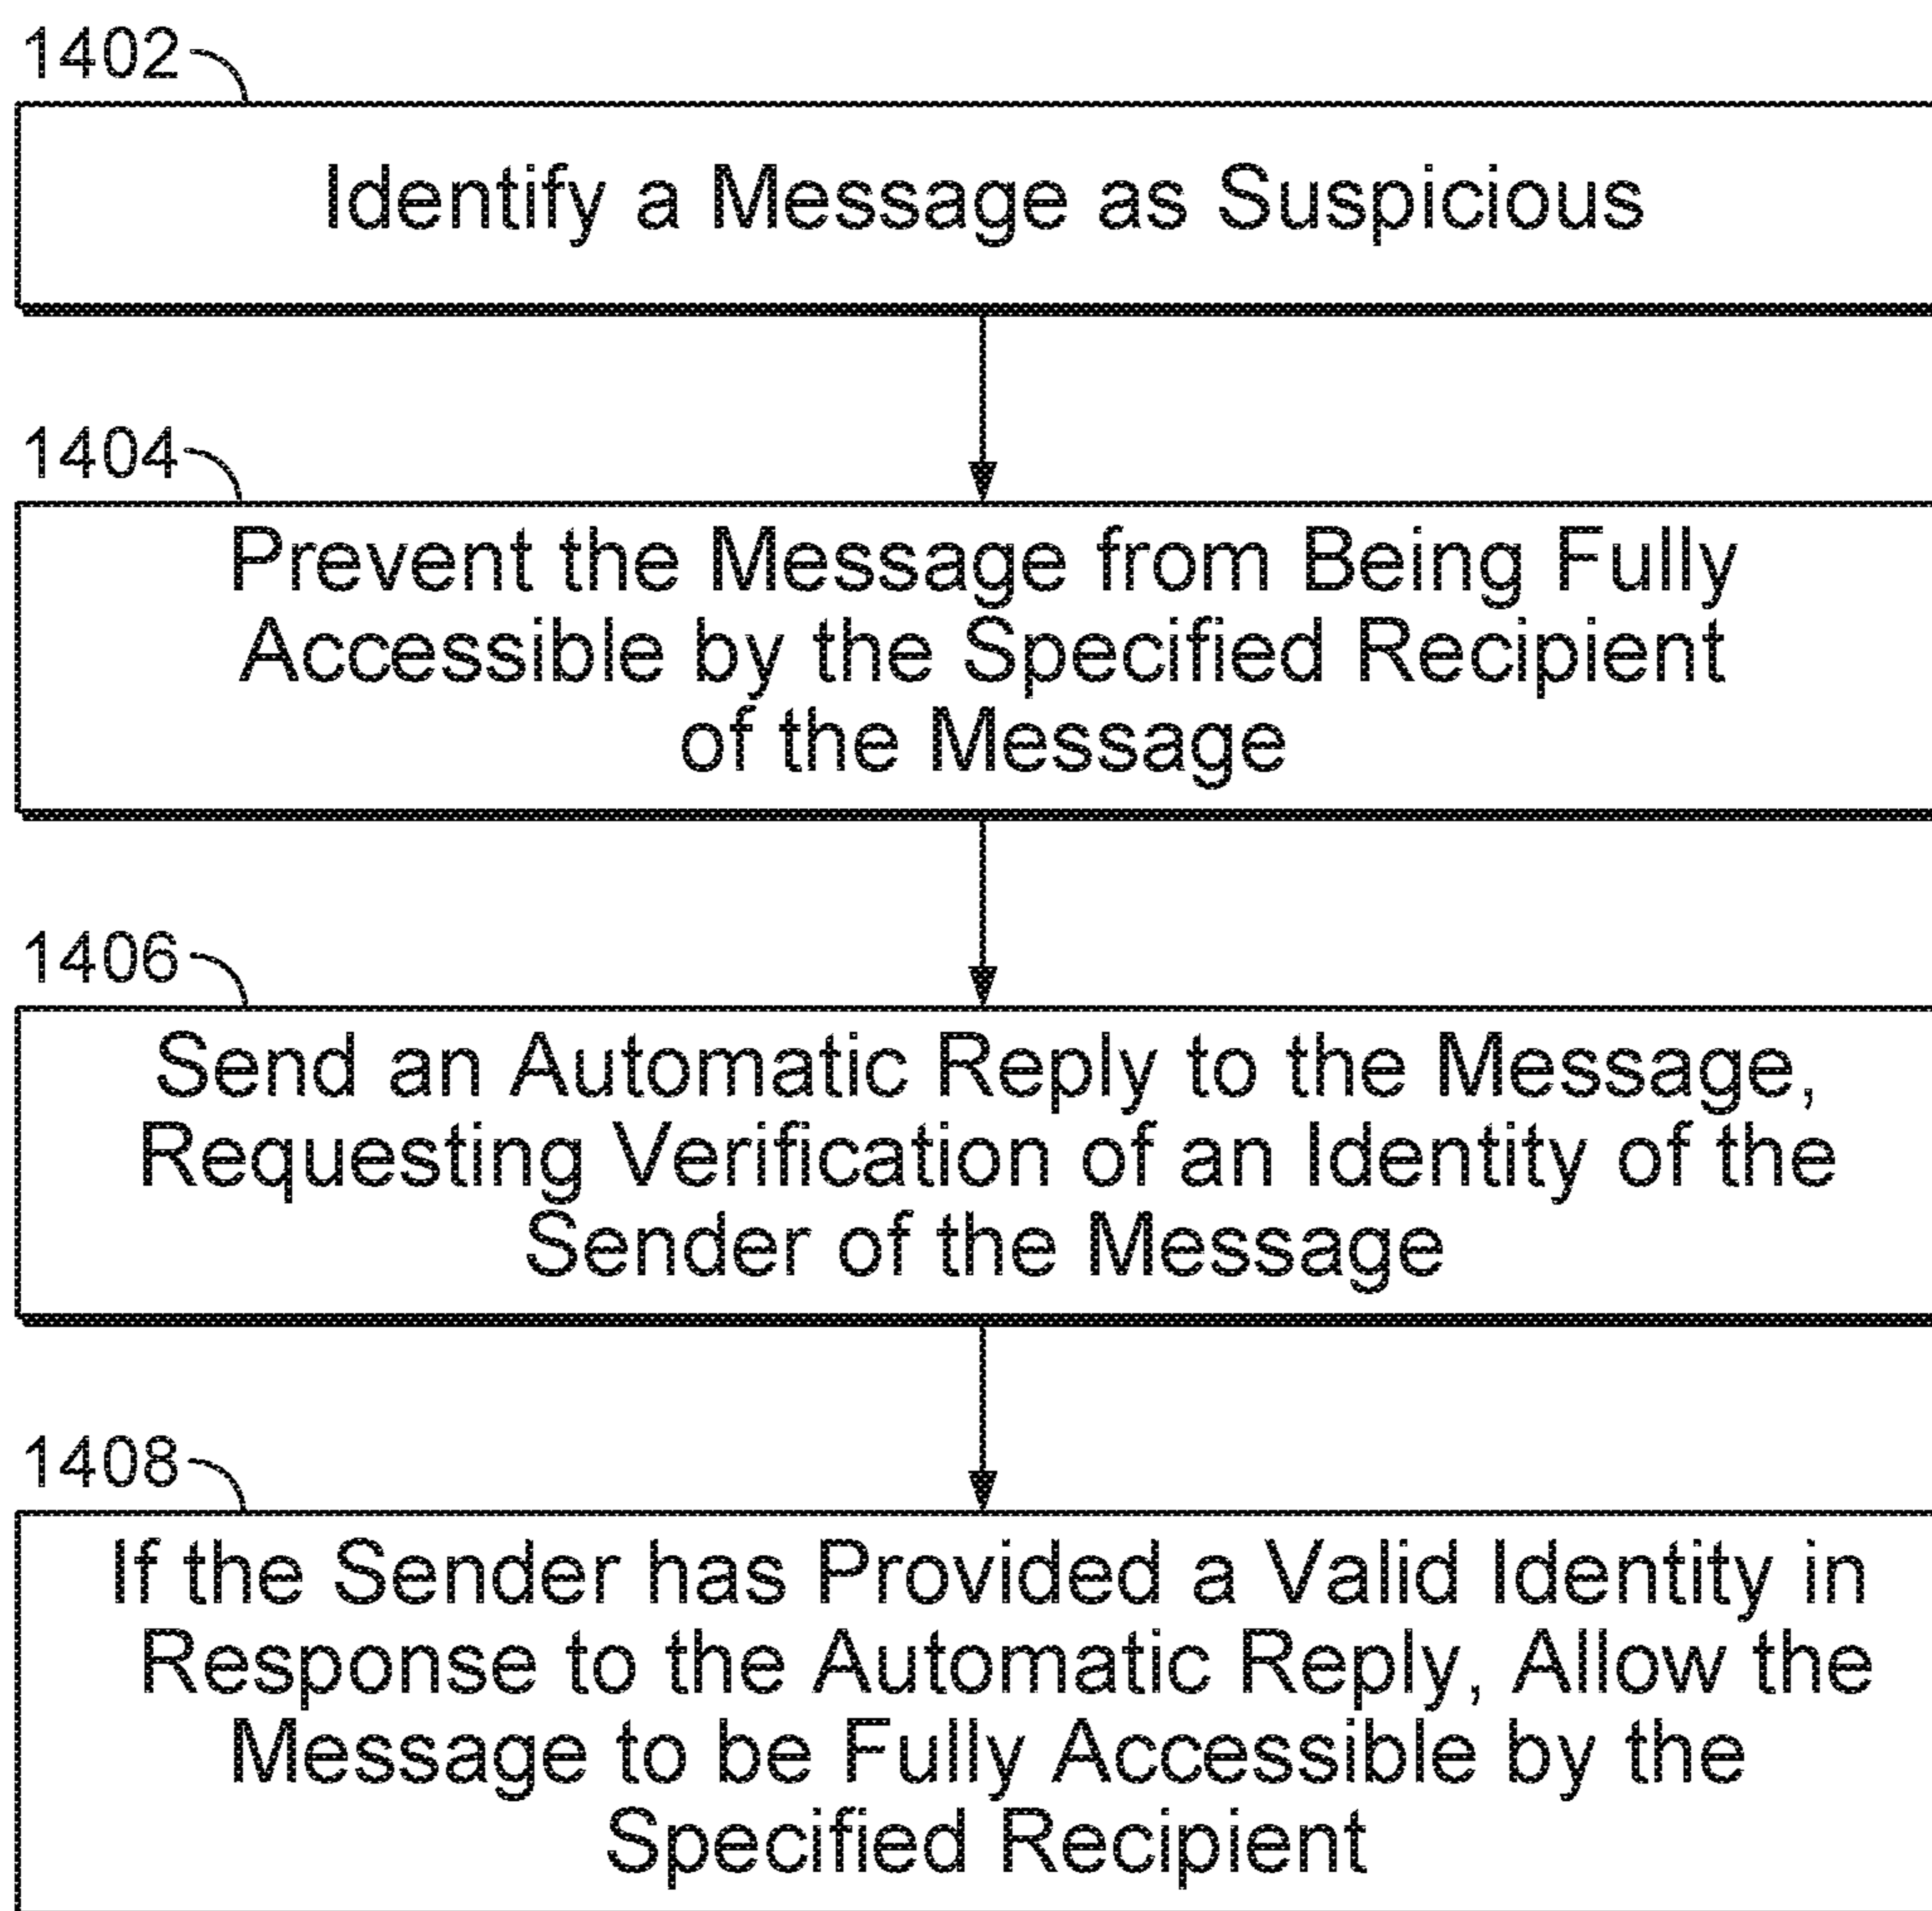 1402
Identify a Message as Suspicious
1404
Prevent the Message from Being Fully
Accessible by the Specified Recipient
of the Message
1406
Send an Automatic Reply to the Message,
Requesting Verification of an Identity of the
Sender of the Message
1408
If the Sender has Provided a Valid Identity in
Response to the Automatic Reply, Allow the
Message to be Fully Accessible by the
Specified Recipient